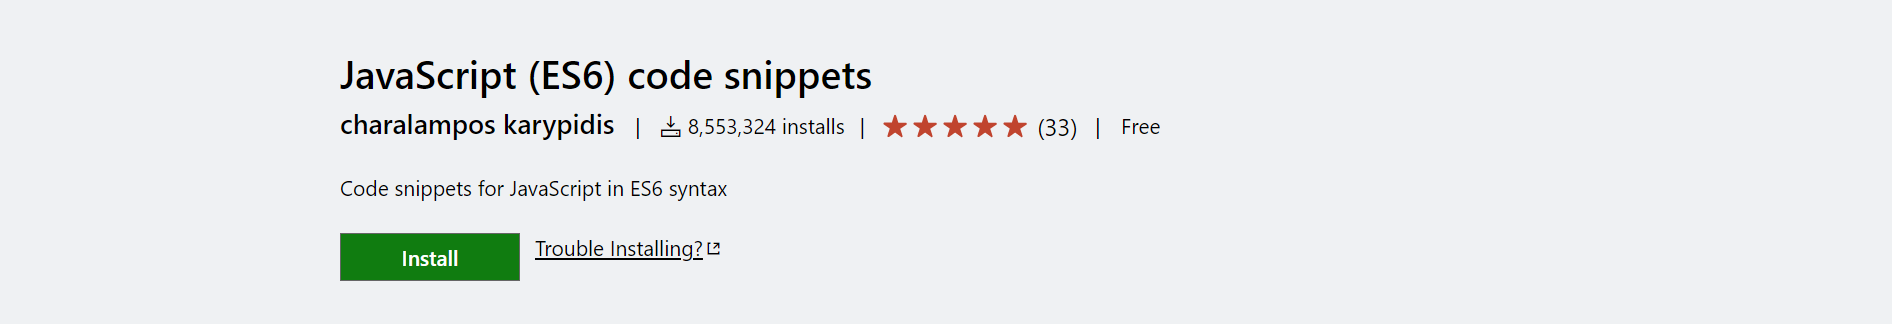 JavaScript (ES6) code snippets
charalampos karypidis | 8,553,324 installs | (33) | Free
Code snippets for JavaScript in ES6 syntax
Install Trouble Installing?